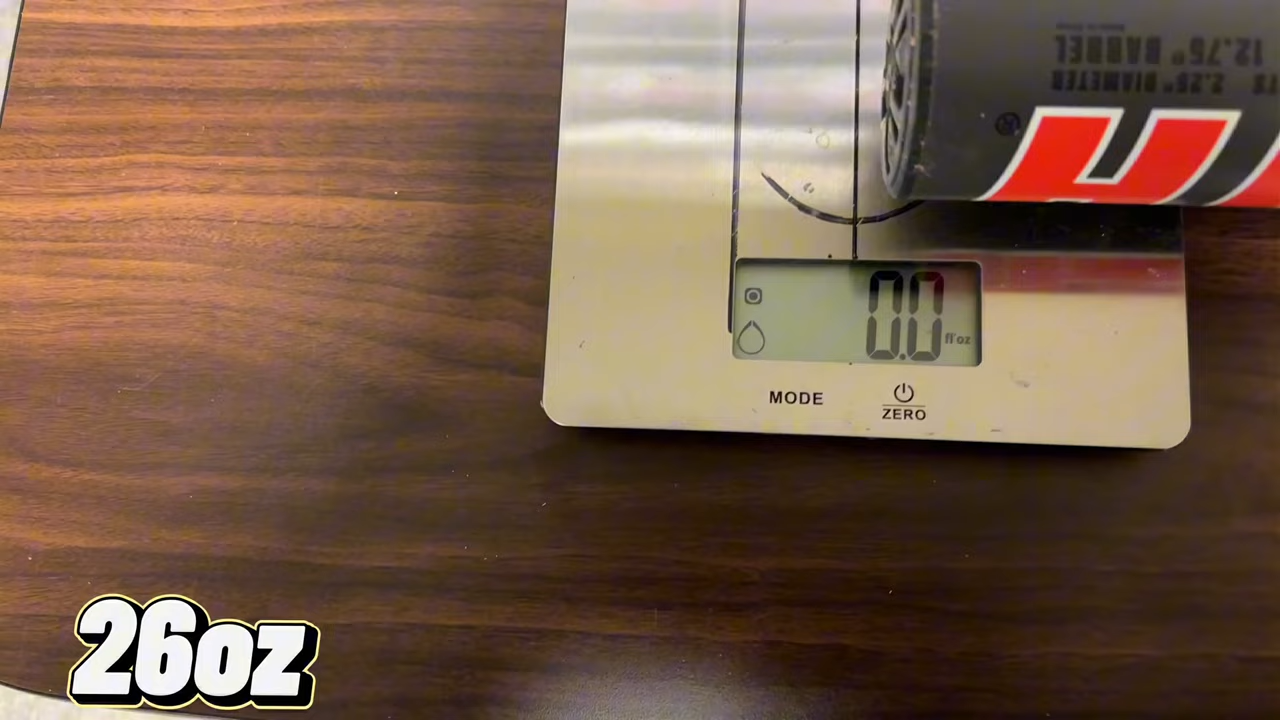 12.75" BARREL
2.25" DIAMETER
0.0 fl'oz
MODE
ZERO
26oz